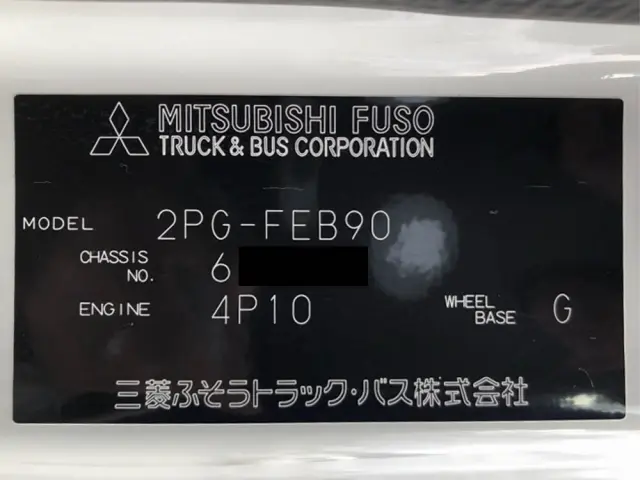 MITSUBISHI FUSO
TRUCK & BUS CORPORATION
MODEL 2PG-FEB90
CHASSIS NO. 6
ENGINE 4P10 WHEEL BASE G
三菱ふそうトラック・バス株式会社